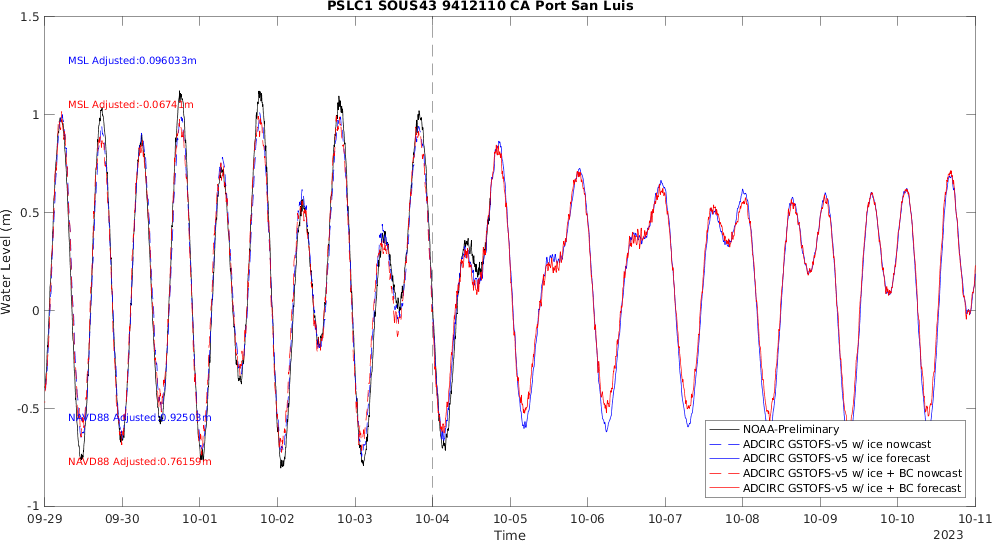 PSLC1 SOUS43 9412110 CA Port San Luis
1.5
MSL Adjusted:0.096033m
MSL Adjusted:-0.0674
1
0.5
Water Level (m)
0
-0.5
NAVD88 Adjusted:0.92503m
NAVD88 Adjusted:0.76159m
NOAA-Preliminary
ADCIRC GSTOFS-v5 w/ ice nowcast
ADCIRC GSTOFS-v5 w/ ice forecast
ADCIRC GSTOFS-v5 w/ ice + BC nowcast
ADCIRC GSTOFS-v5 w/ ice + BC forecast
-1
09-29 09-30 10-01 10-02 10-03 10-04 10-05 10-06 10-07 10-08 10-09 10-10 10-11
Time
2023